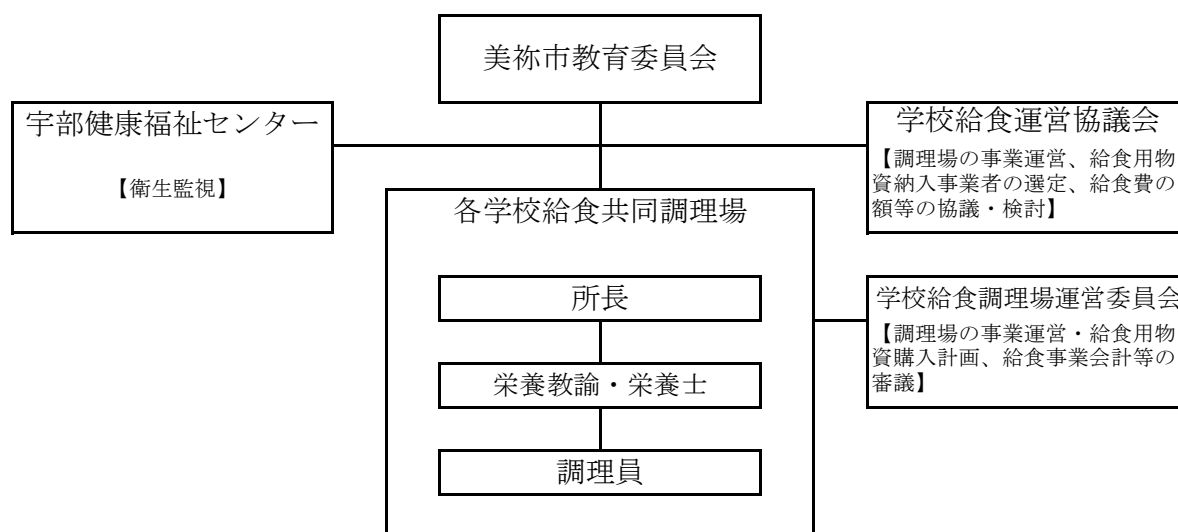 美祢市教育委員会
宇部健康福祉センター
【衛生監視】
学校給食運営協議会
【調理場の事業運営、給食用物
資納入事業者の選定、給食費の
額等の協議・検討】
各学校給食共同調理場
所長
栄養教諭・栄養士
調理員
学校給食調理場運営委員会
【調理場の事業運営・給食用物
資購入計画、給食事業会計等の
審議】